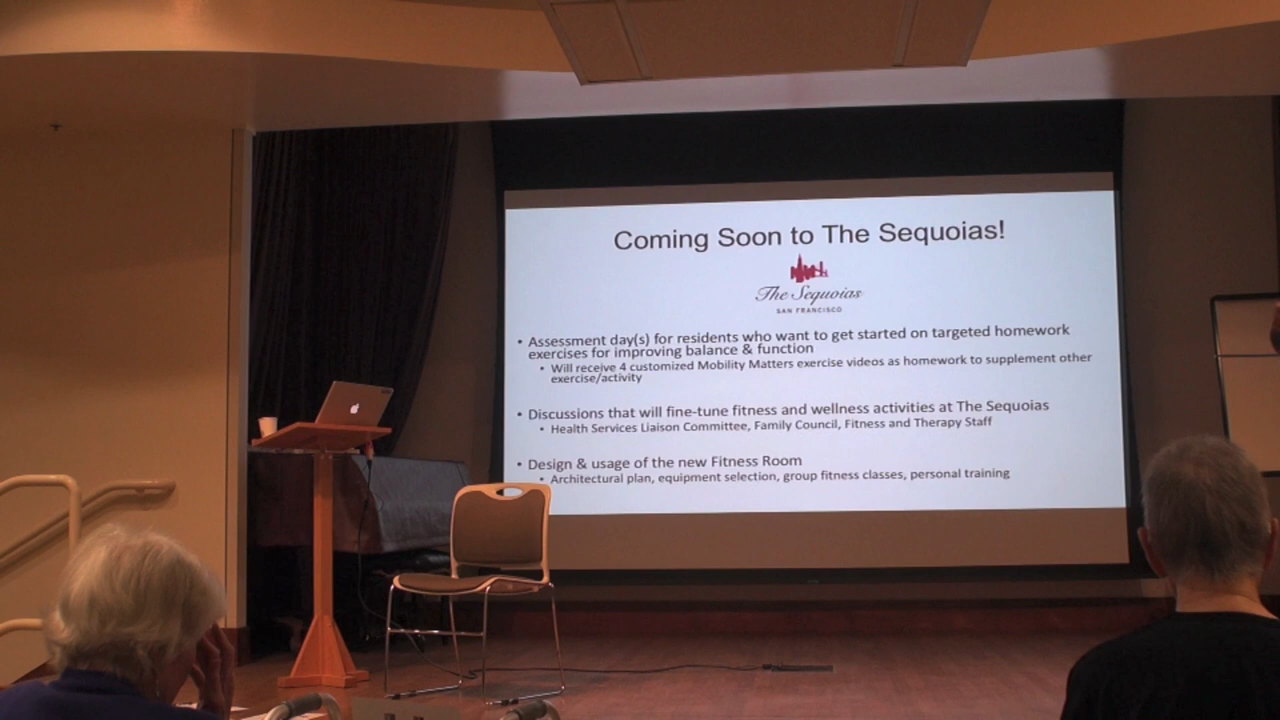 Coming Soon to The Sequoias!
The Sequoias
SAN FRANCISCO
• Assessment day(s) for residents who want to get started on targeted homework
exercises for improving balance & function
• Will receive 4 customized Mobility Matters exercise videos as homework to supplement other
exercise/activity
• Discussions that will fine-tune fitness and wellness activities at The Sequoias
• Health Services Liaison Committee, Family Council, Fitness and Therapy Staff
• Design & usage of the new Fitness Room
• Architectural plan, equipment selection, group fitness classes, personal training